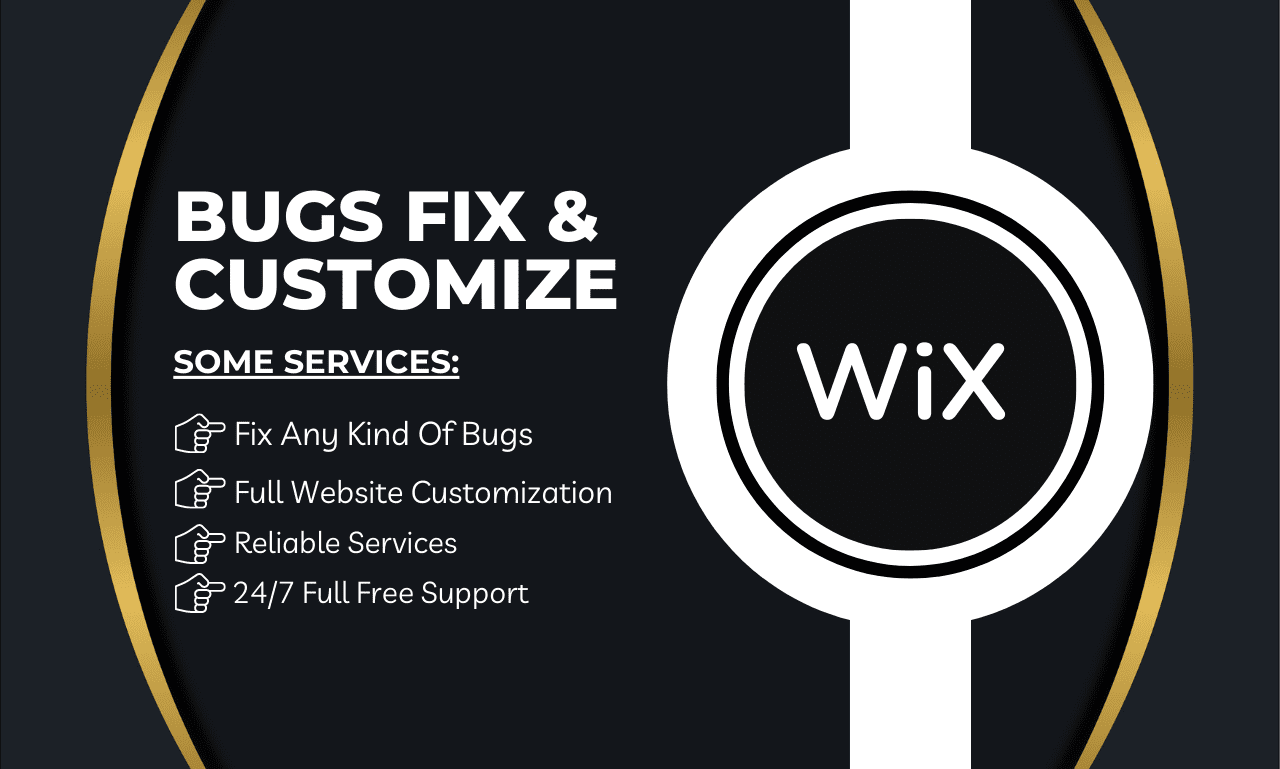 BUGS FIX &
CUSTOMIZE
SOME SERVICES:
Fix Any Kind Of Bugs
Full Website Customization
Reliable Services
24/7 Full Free Support
WiX